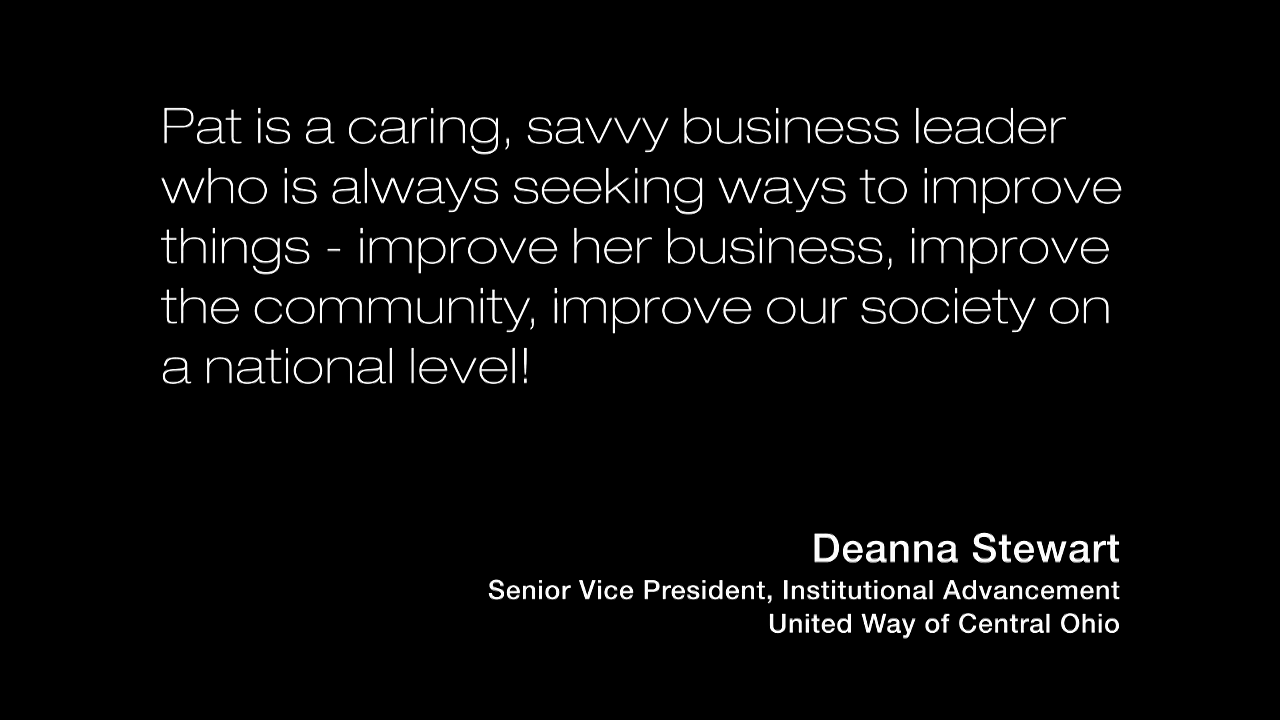 Pat is a caring, savvy business leader
who is always seeking ways to improve
things - improve her business, improve
the community, improve our society on
a national level!
Deanna Stewart
Senior Vice President, Institutional Advancement
United Way of Central Ohio